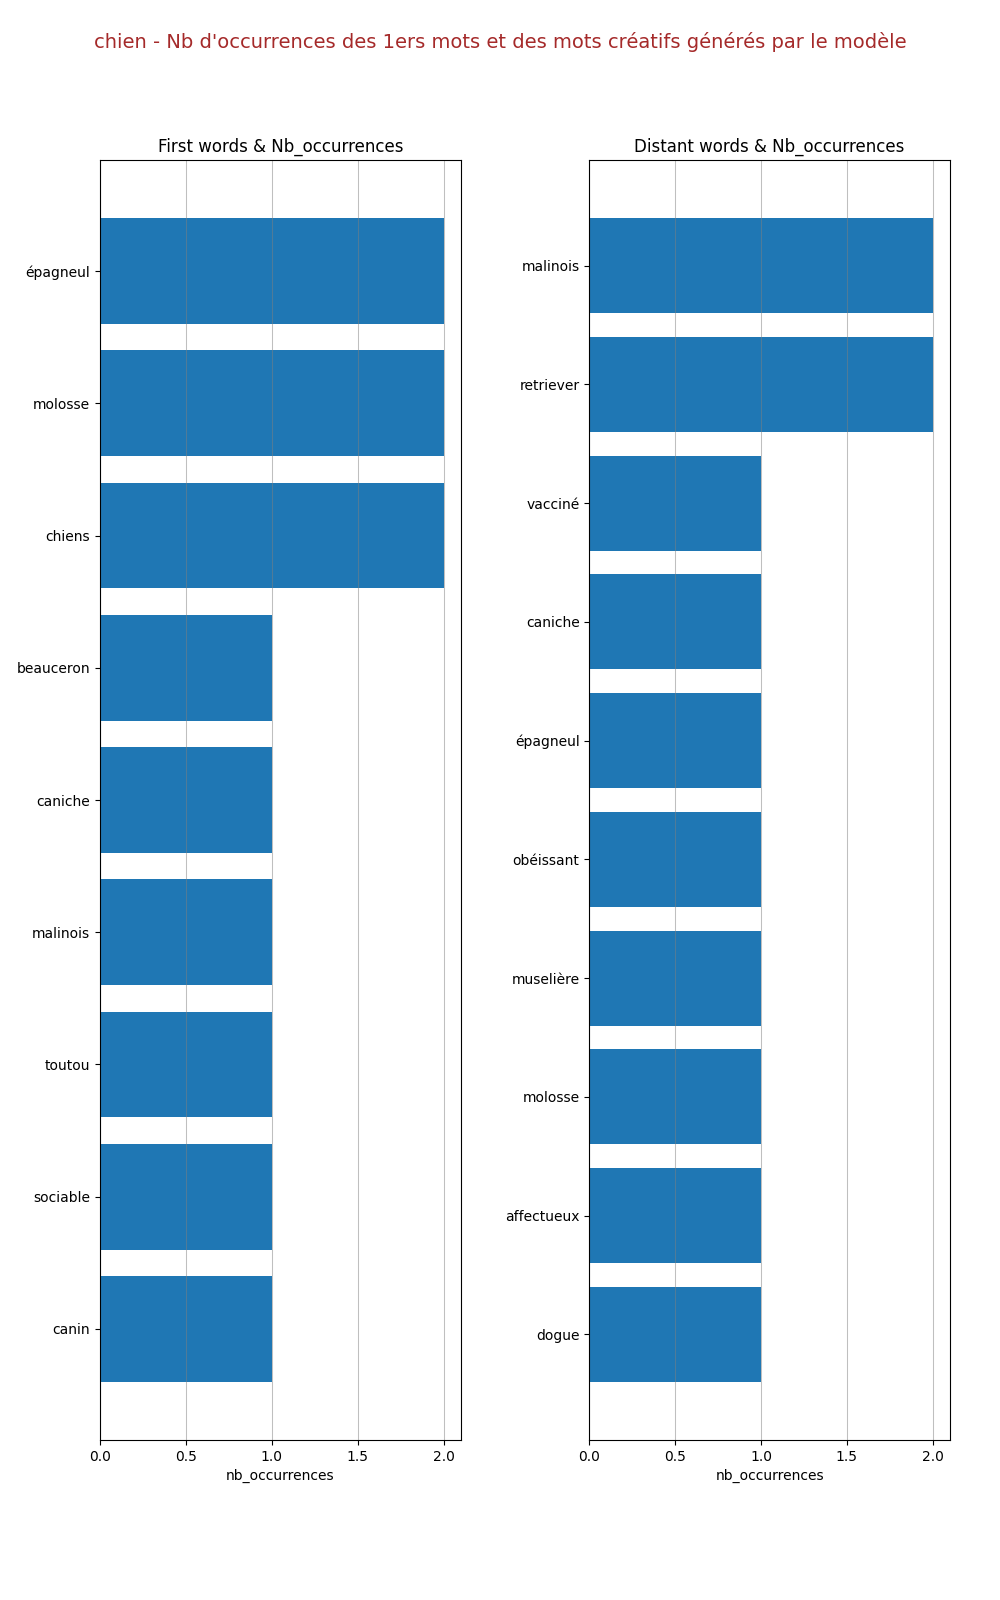 chien - Nb d'occurrences des 1ers mots et des mots créatifs générés par le modèle
First words & Nb_occurrences
épagneul
molosse
chiens
beauceron
caniche
malinois
toutou
sociable
canin
0.0 0.5 1.0 1.5 2.0
nb_occurrences
Distant words & Nb_occurrences
malinois
retriever
vacciné
caniche
épagneul
obéissant
muselière
molosse
affectueux
dogue
0.0 0.5 1.0 1.5 2.0
nb_occurrences